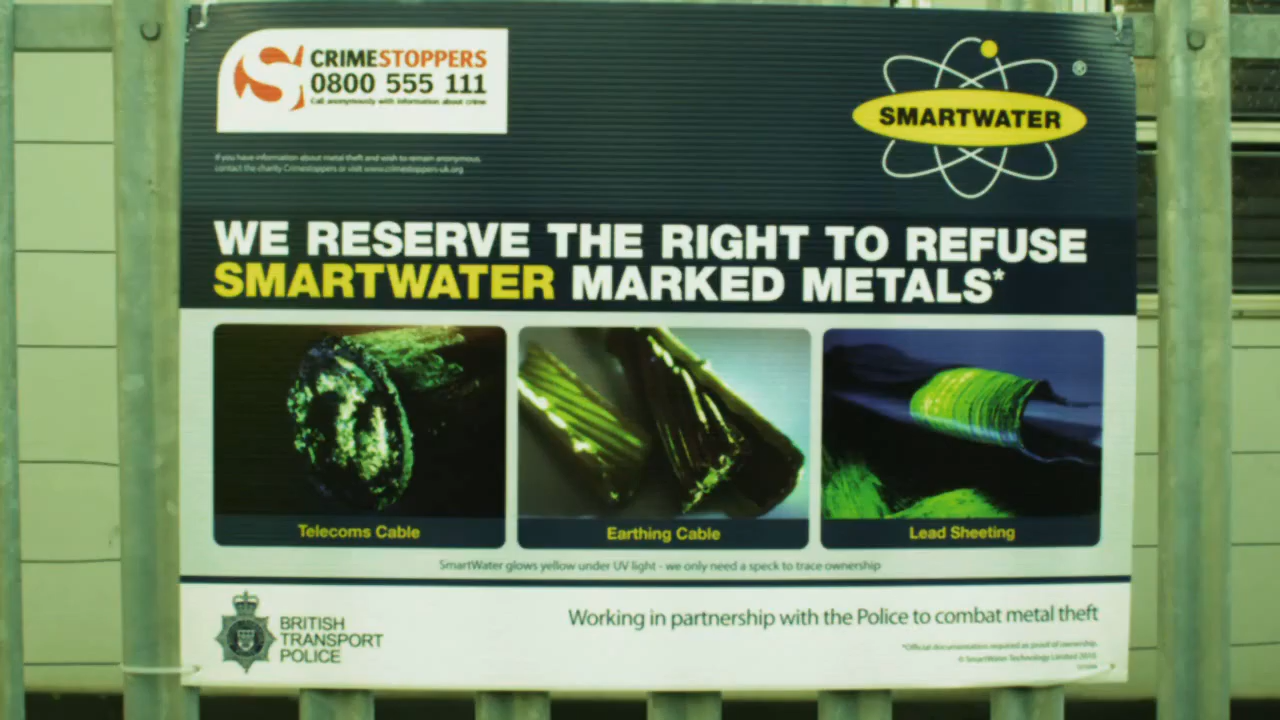 CRIMESTOPPERS
0800 555 111
Call anonymously with information about crime
If you have information about metal theft and wish to remain anonymous,
contact the charity Crimestoppers or visit www.crimestoppers-uk.org
SMARTWATER
®
WE RESERVE THE RIGHT TO REFUSE
SMARTWATER MARKED METALS*
Telecoms Cable
Earthing Cable
Lead Sheeting
SmartWater glows yellow under UV light - we only need a speck to trace ownership
BRITISH
TRANSPORT
POLICE
Working in partnership with the Police to combat metal theft
*Official documentation required as proof of ownership.
© SmartWater Technology Limited